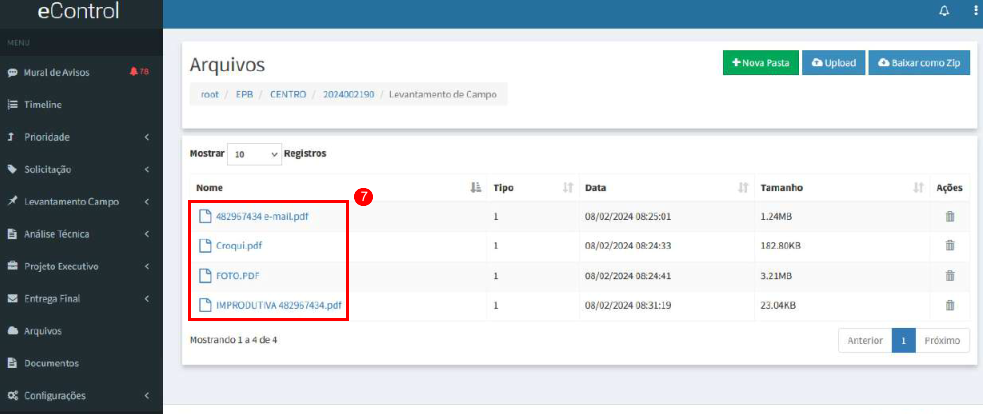 eControl
MENU
Mural de Avisos
78
Timeline
Prioridade
Solicitação
Levantamento Campo
Análise Técnica
Projeto Executivo
Entrega Final
Arquivos
Documentos
Configurações
Arquivos
Nova Pasta
Upload
Baixar como Zip
root / EPB / CENTRO / 2024002190 / Levantamento de Campo
Mostrar 10 Registros
Nome Tipo Data Tamanho Ações
7
482967434 e-mail.pdf 1 08/02/2024 08:25:01 1.24MB
Croqui.pdf 1 08/02/2024 08:24:33 182.80KB
FOTO.PDF 1 08/02/2024 08:24:41 3.21MB
IMPRODUTIVA 482967434.pdf 1 08/02/2024 08:31:19 23.04KB
Mostrando 1 a 4 de 4
Anterior 1 Próximo